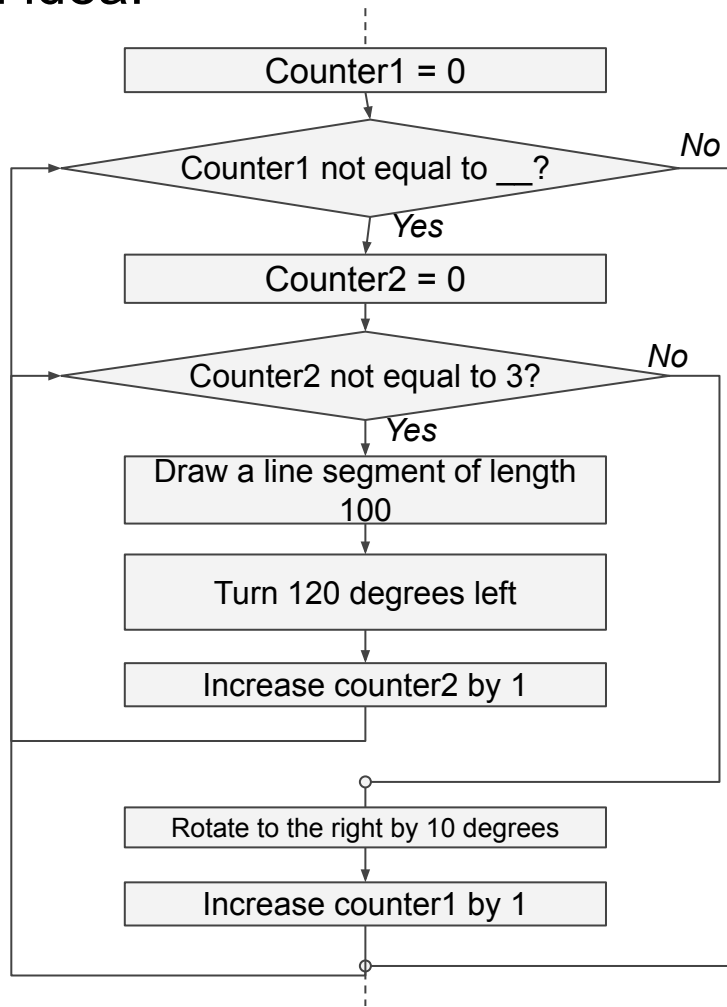 idea:
Counter1 = 0
Counter1 not equal to __?
No
Yes
Counter2 = 0
Counter2 not equal to 3?
No
Yes
Draw a line segment of length
100
Turn 120 degrees left
Increase counter2 by 1
Rotate to the right by 10 degrees
Increase counter1 by 1